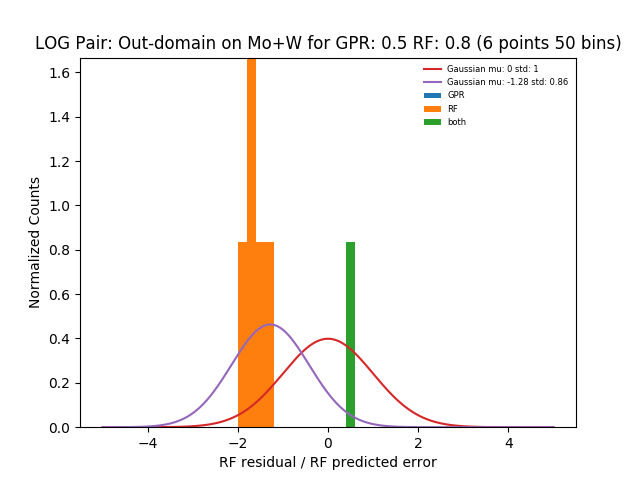 LOG Pair: Out-domain on Mo+W for GPR: 0.5 RF: 0.8 (6 points 50 bins)
Gaussian mu: 0 std: 1
Gaussian mu: -1.28 std: 0.86
GPR
RF
both
Normalized Counts
1.6
1.4
1.2
1.0
0.8
0.6
0.4
0.2
0.0
−4 −2 0 2 4
RF residual / RF predicted error